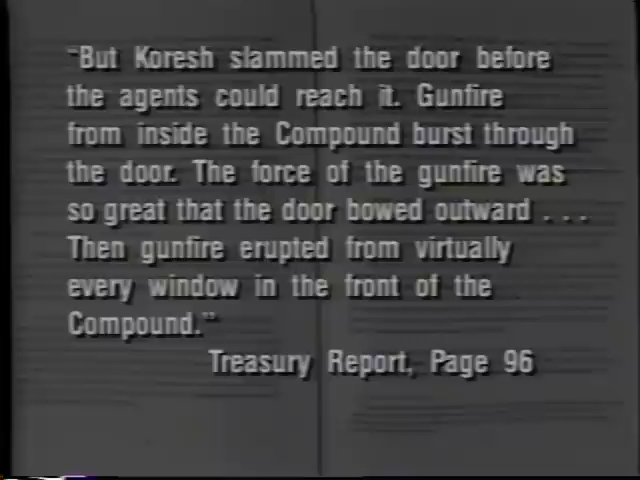 "But Koresh slammed the door before
the agents could reach it. Gunfire
from inside the Compound burst through
the door. The force of the gunfire was
so great that the door bowed outward . . .
Then gunfire erupted from virtually
every window in the front of the
Compound."
Treasury Report, Page 96